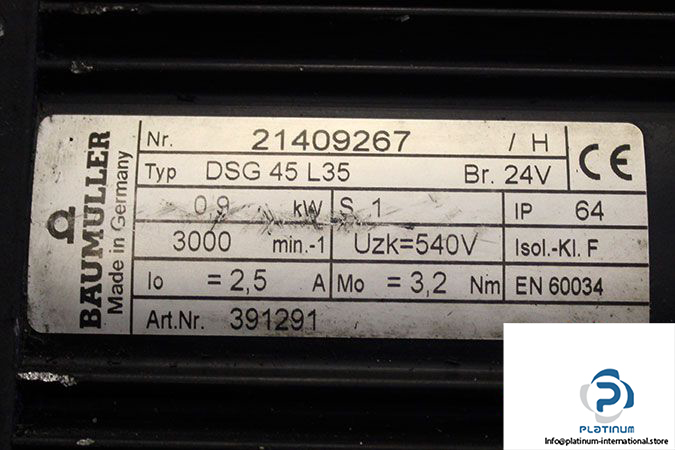 BAUMULLER
Made in Germany
Nr. 21409267 / H
CE
Typ DSG 45 L35 Br. 24V
0,9 kW S 1 IP 64
3000 min.-1 Uzk=540V Isol.-Kl. F
Io = 2,5 A Mo = 3,2 Nm EN 60034
Art.Nr. 391291
PLATINUM
Info@platinum-international.store